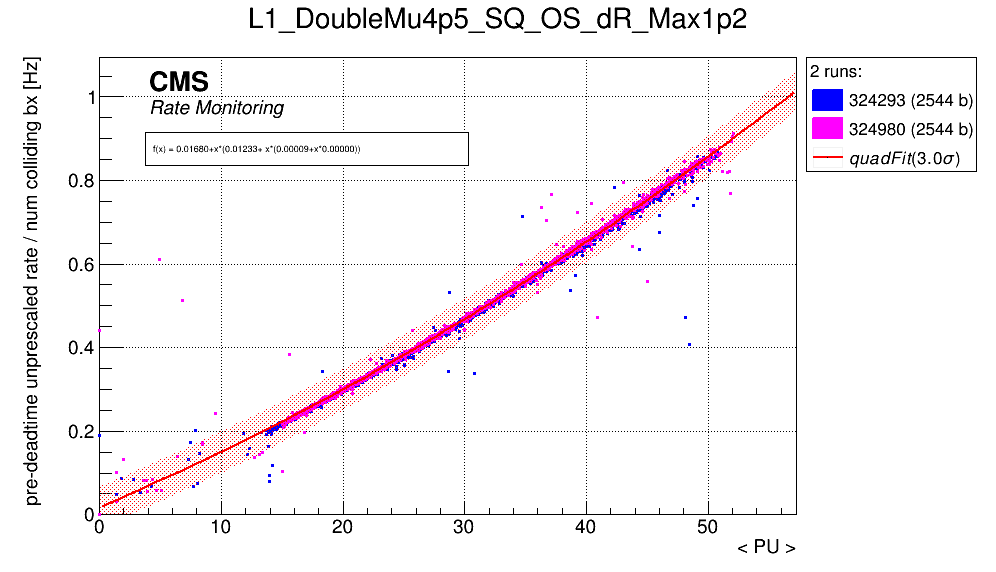 L1_DoubleMu4p5_SQ_OS_dR_Max1p2
pre-deadtime unprescaled rate / num colliding bx [Hz]
CMS
Rate Monitoring
f(x) = 0.01680+x*(0.01233+ x*(0.00009+x*0.00000))
2 runs:
324293 (2544 b)
324980 (2544 b)
quadFit(3.0σ)
1
0.8
0.6
0.4
0.2
0
0 10 20 30 40 50
< PU >